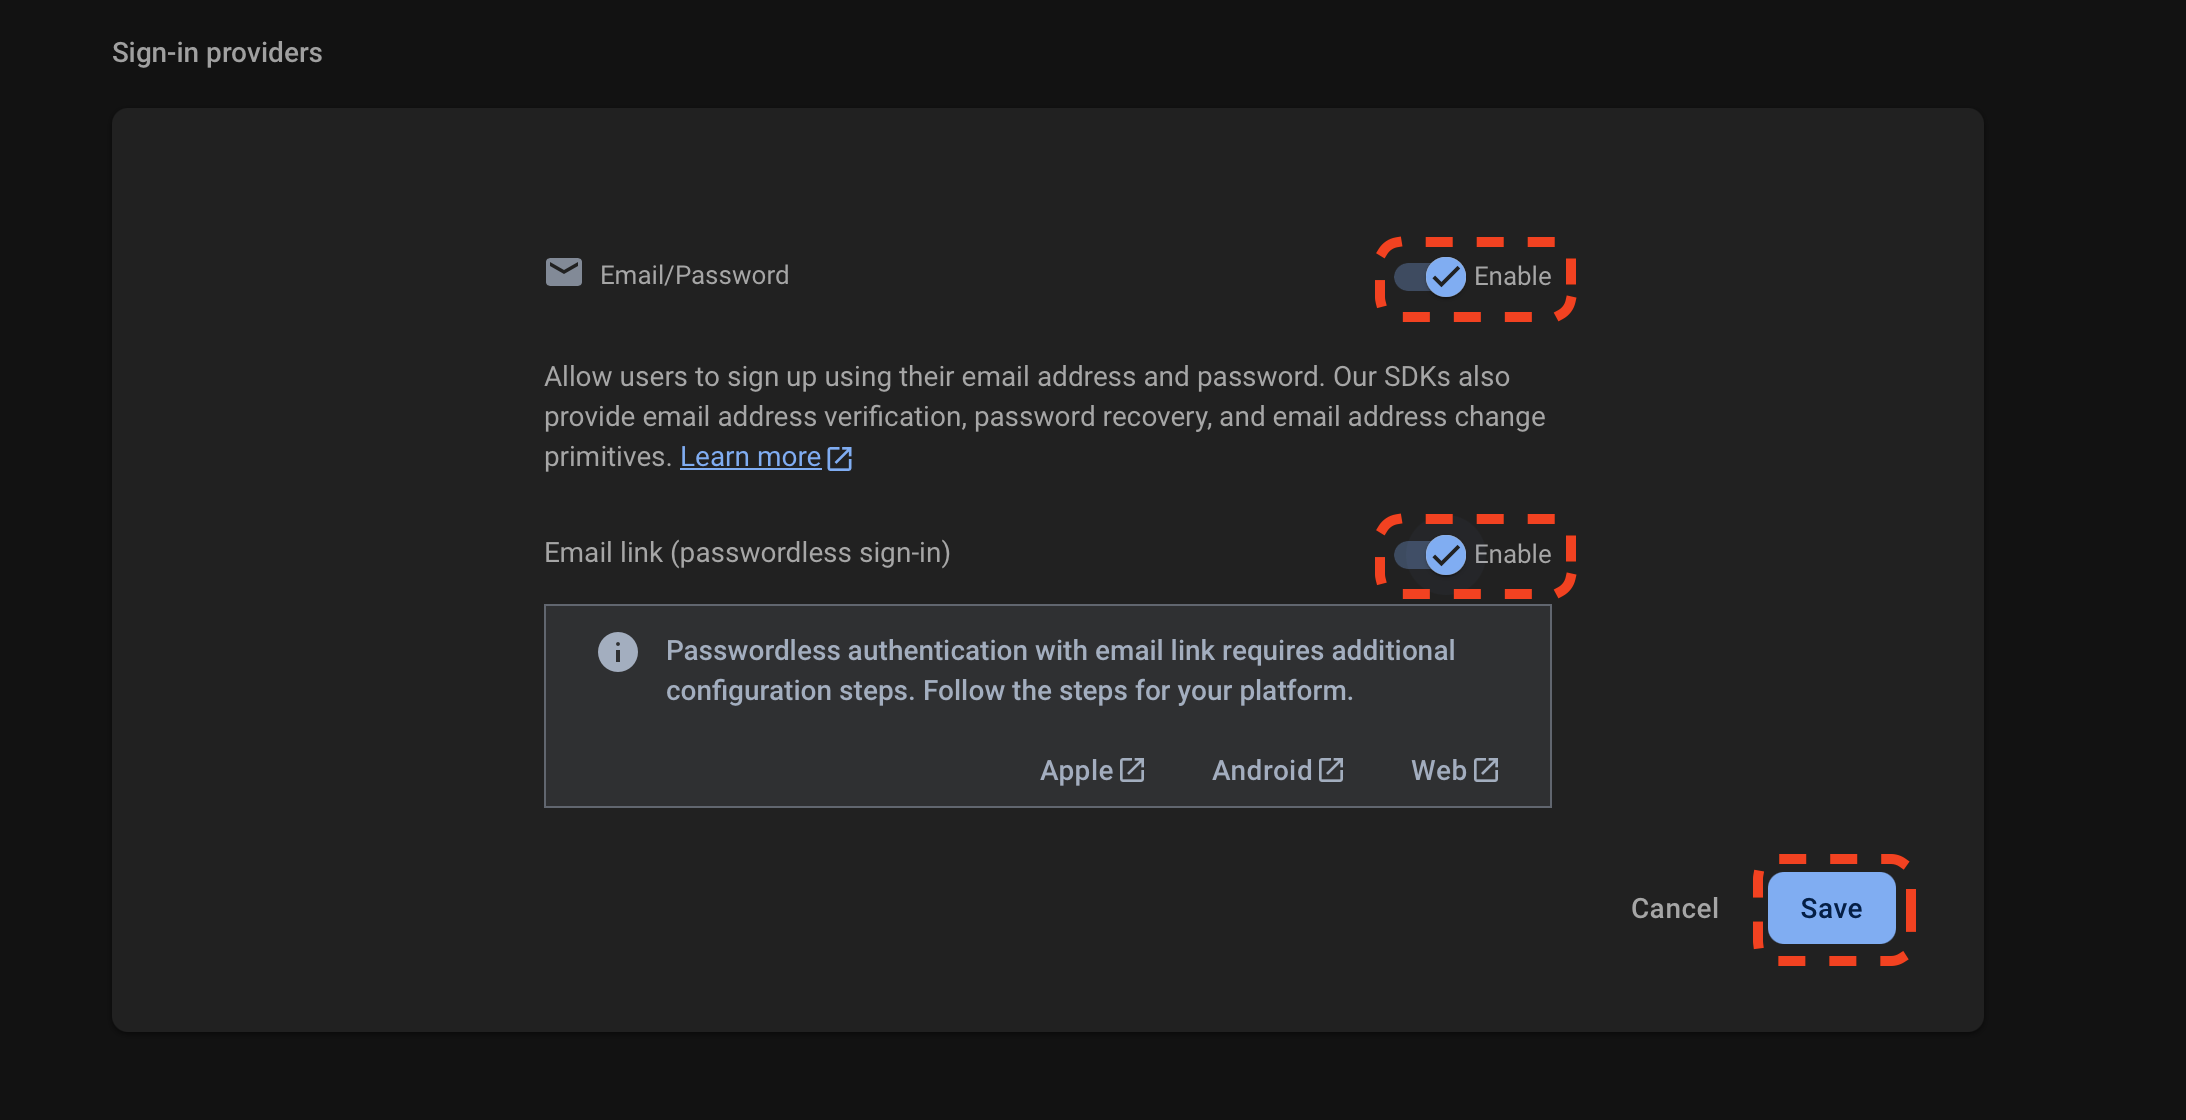 Sign-in providers
Email/Password
Enable
Allow users to sign up using their email address and password. Our SDKs also
provide email address verification, password recovery, and email address change
primitives. Learn more
Email link (passwordless sign-in)
Enable
Passwordless authentication with email link requires additional
configuration steps. Follow the steps for your platform.
Apple
Android
Web
Cancel
Save